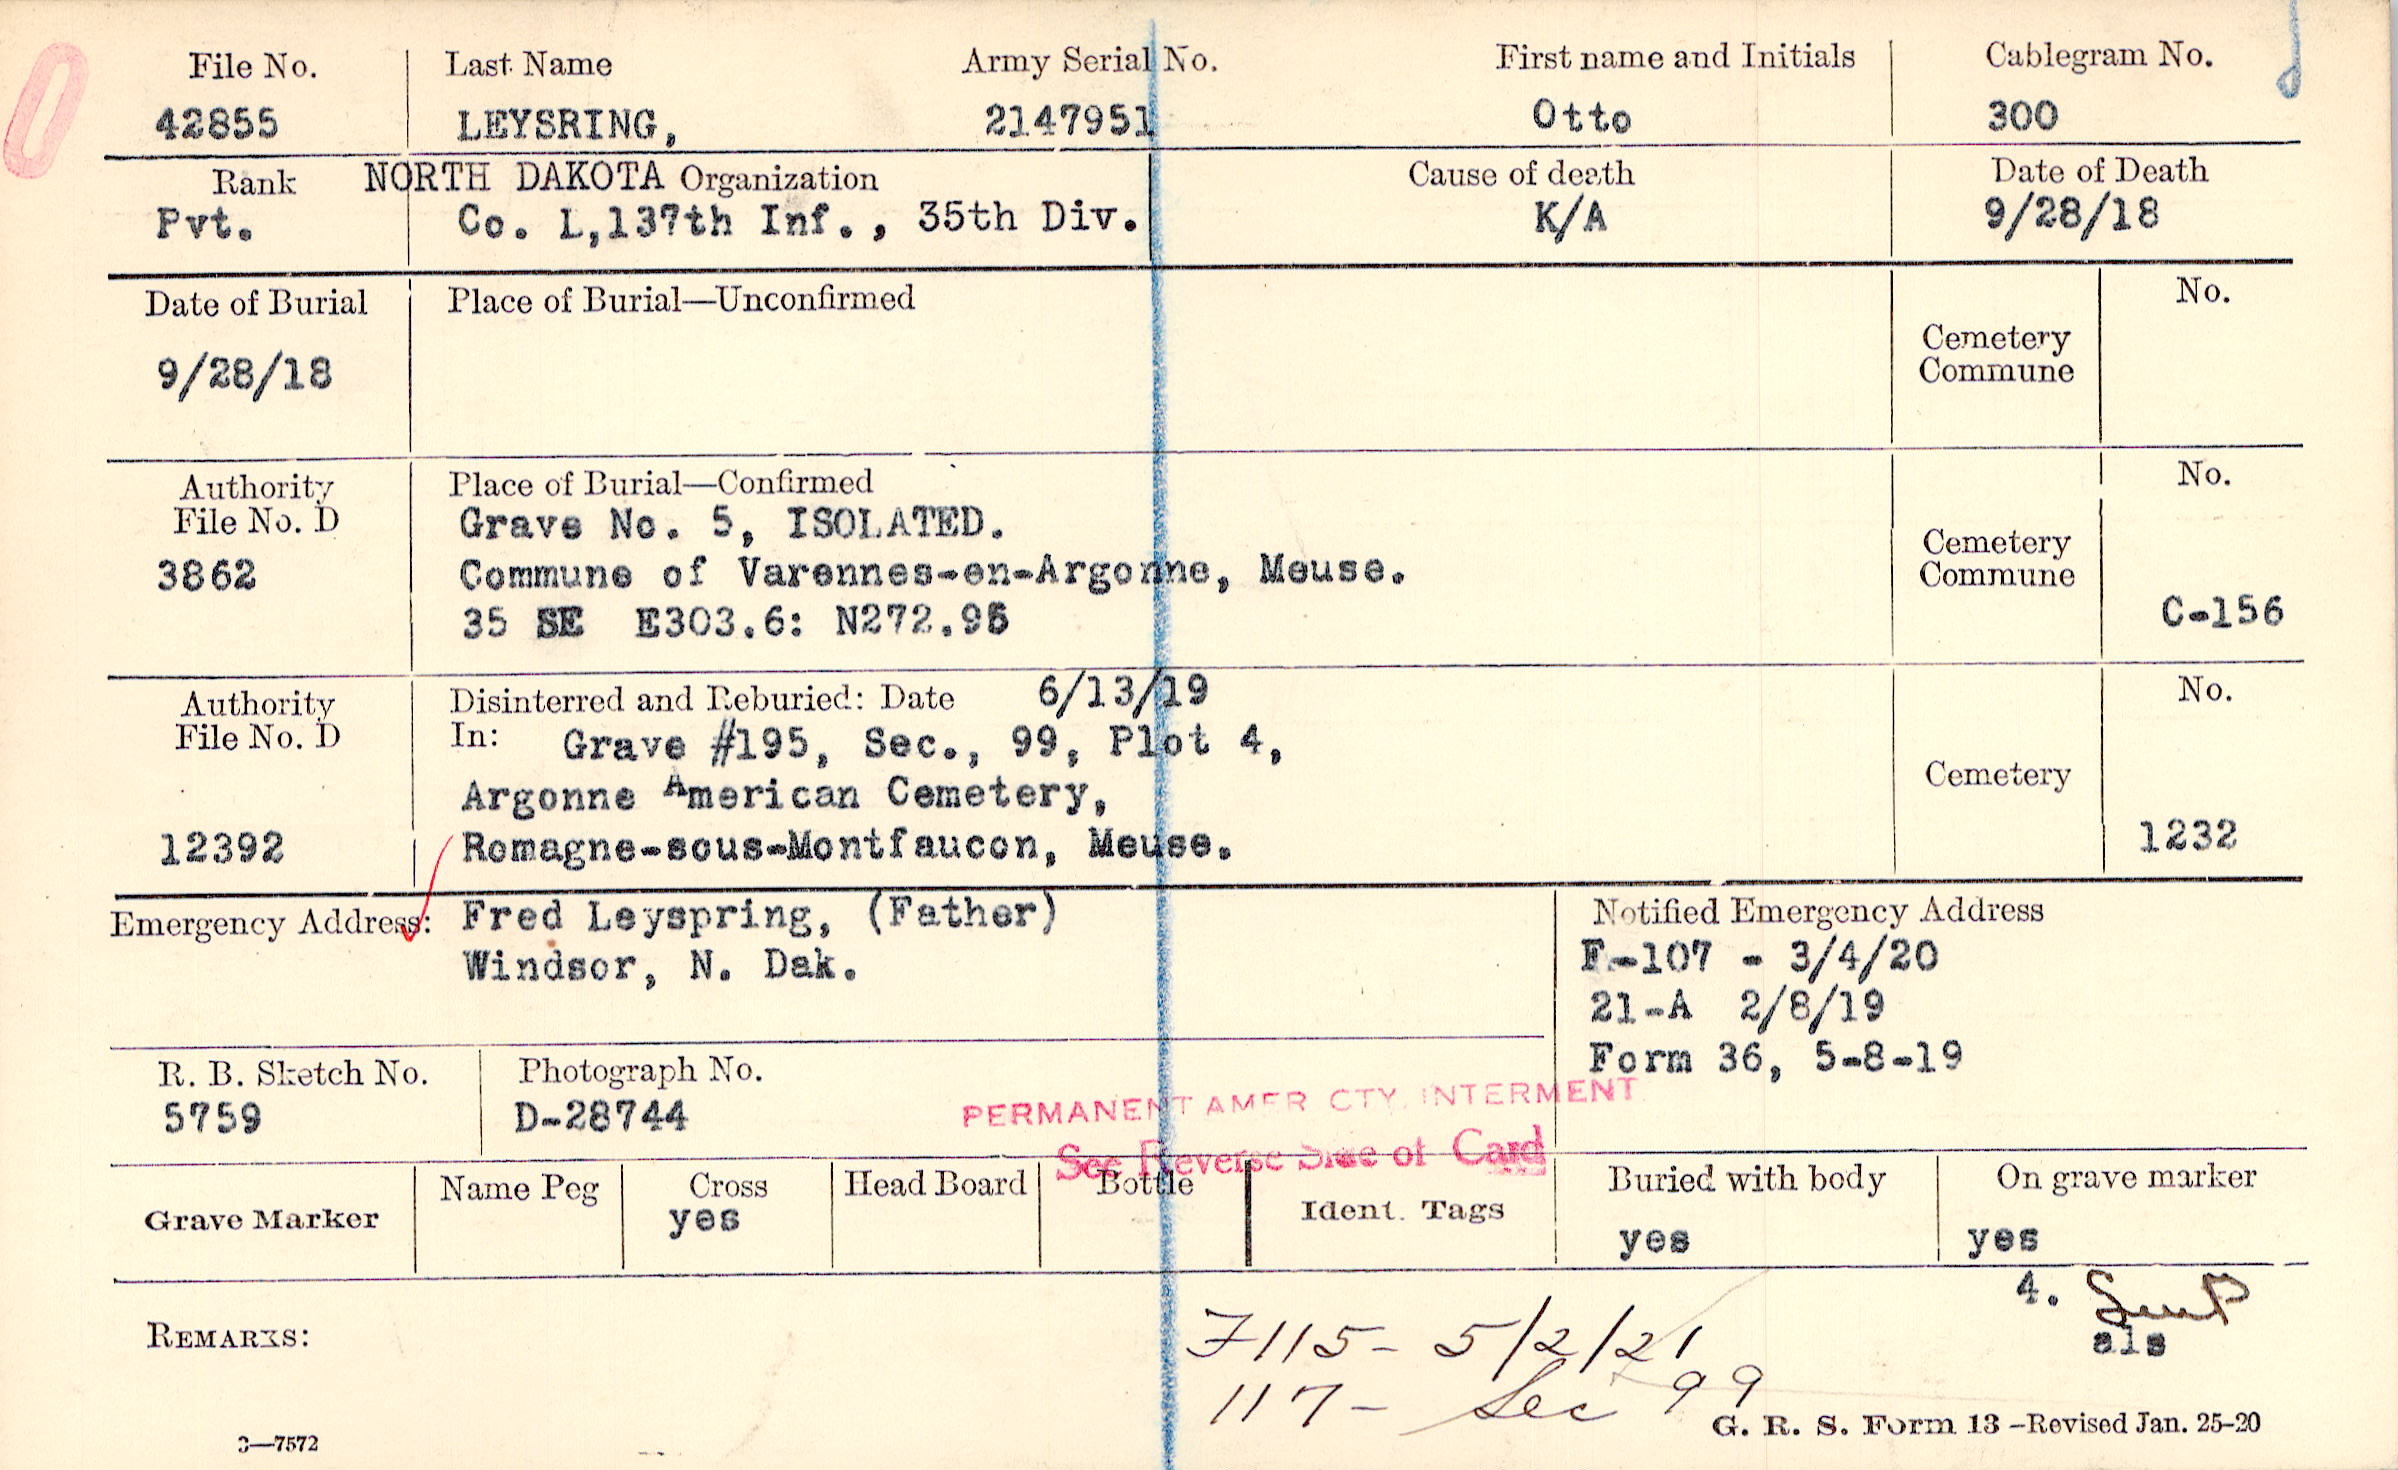 File No. Last Name Army Serial No. First name and Initials Cablegram No.
42855 LEYSRING, 2147951 Otto 300
Rank NORTH DAKOTA Organization Cause of death Date of Death
Pvt. Co. L,137th Inf., 35th Div. K/A 9/28/18
Date of Burial Place of Burial—Unconfirmed No.
Cemetery
Commune
9/28/18
Authority Place of Burial—Confirmed No.
File No. D Grave No. 5, ISOLATED.
Cemetery
3862 Commune of Varennes-en-Argonne, Meuse. Commune
35 SE E303.6: N272.95 C-156
Authority Disinterred and Reburied: Date 6/13/19 No.
File No. D In: Grave #195, Sec., 99, Plot 4,
Argonne American Cemetery, Cemetery
12392 Romagne-sous-Montfaucon, Meuse. 1232
Emergency Address: Fred Leyspring, (Father) Notified Emergency Address
Windsor, N. Dak. F-107 - 3/4/20
21-A 2/8/19
Form 36, 5-8-19
R. B. Sketch No. Photograph No.
5759 D-28744
PERMANENT AMER CTY. INTERMENT
See Reverse Side of Card
Grave Marker Name Peg Cross Head Board Bottle Ident. Tags Buried with body On grave marker
yes yes yes
4.
als
REMARKS:
F115- 5/2/21
117- Sec 99
3—7572 G. R. S. Form 13 -Revised Jan. 25-20